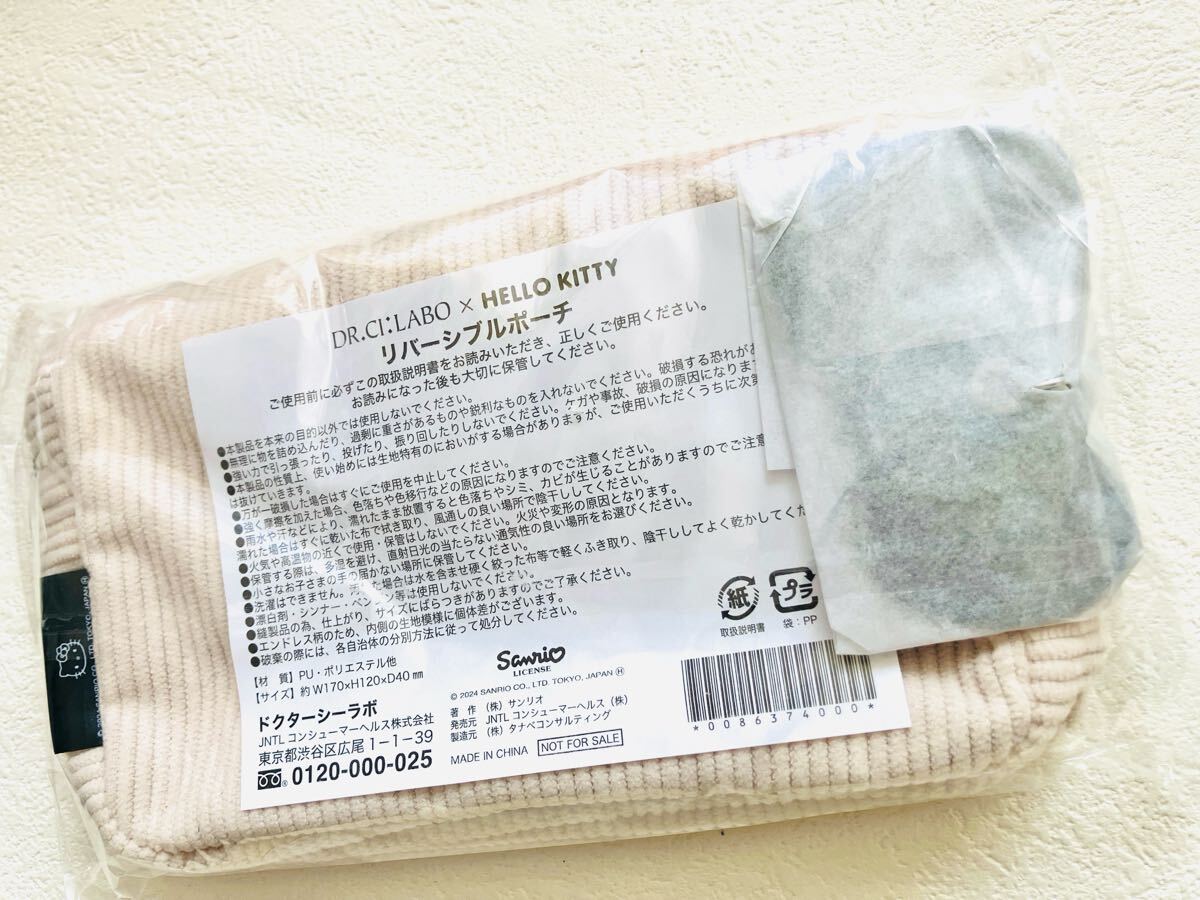 DR.CI:LABO × HELLO KITTY
リバーシブルポーチ
ご使用前に必ずこの取扱説明書をお読みいただき、正しくご使用ください。
お読みになった後も大切に保管してください。
●本製品を本来の目的以外では使用しないでください。
●無理に物を詰め込んだり、過剰に重さがあるものや鋭利なものを入れないでください。破損する恐れがあ
●強い力で引っ張ったり、投げたり、振り回したりしないでください。ケガや事故、破損の原因になります
●本製品の性質上、使い始めには生地特有のにおいがする場合がありますが、ご使用いただくうちに次第
は抜けていきます。
●万が一破損した場合はすぐにご使用を中止してください。
●強く摩擦を加えた場合、色落ちや色移行などの原因になりますのでご注意ください。
●雨水や汗などにより、濡れたまま放置すると色落ちやシミ、カビが生じることがありますのでご注意
濡れた場合はすぐに乾いた布で拭き取り、風通しの良い場所で陰干ししてください。
●火気や高温物の近くで使用・保管はしないでください。火災や変形の原因となります。
●保管する際は、多湿を避け、直射日光の当たらない通気性の良い場所をお選びください。
●小さなお子さまの手の届かない場所に保管してください。
●洗濯はできません。汚れた場合は水を含ませ硬く絞った布等で軽くふき取り、陰干ししてよく乾かしてくだ
●漂白剤・シンナー・ベンジン等は使用しないでください。
●縫製品の為、仕上がり、サイズにばらつきがありますのでご了承ください。
●エンドレス柄のため、内側の生地模様に個体差がございます。
●破棄の際には、各自治体の分別方法に従って処分してください。
【材 質】PU・ポリエステル他
【サイズ】約 W170×H120×D40 ㎜
ドクターシーラボ
JNTL コンシューマーヘルス株式会社
東京都渋谷区広尾 1－1－39
0120-000-025
Sanrio
LICENSE
© 2024 SANRIO CO., LTD. TOKYO, JAPAN Ⓗ
著 作 （株）サンリオ
発売元 JNTL コンシューマーヘルス（株）
製造元 （株）タナベコンサルティング
MADE IN CHINA NOT FOR SALE
紙
取扱説明書
プラ
袋：PP
*0086374000*
SANRIO CO., LTD. TOKYO, JAPAN Ⓗ